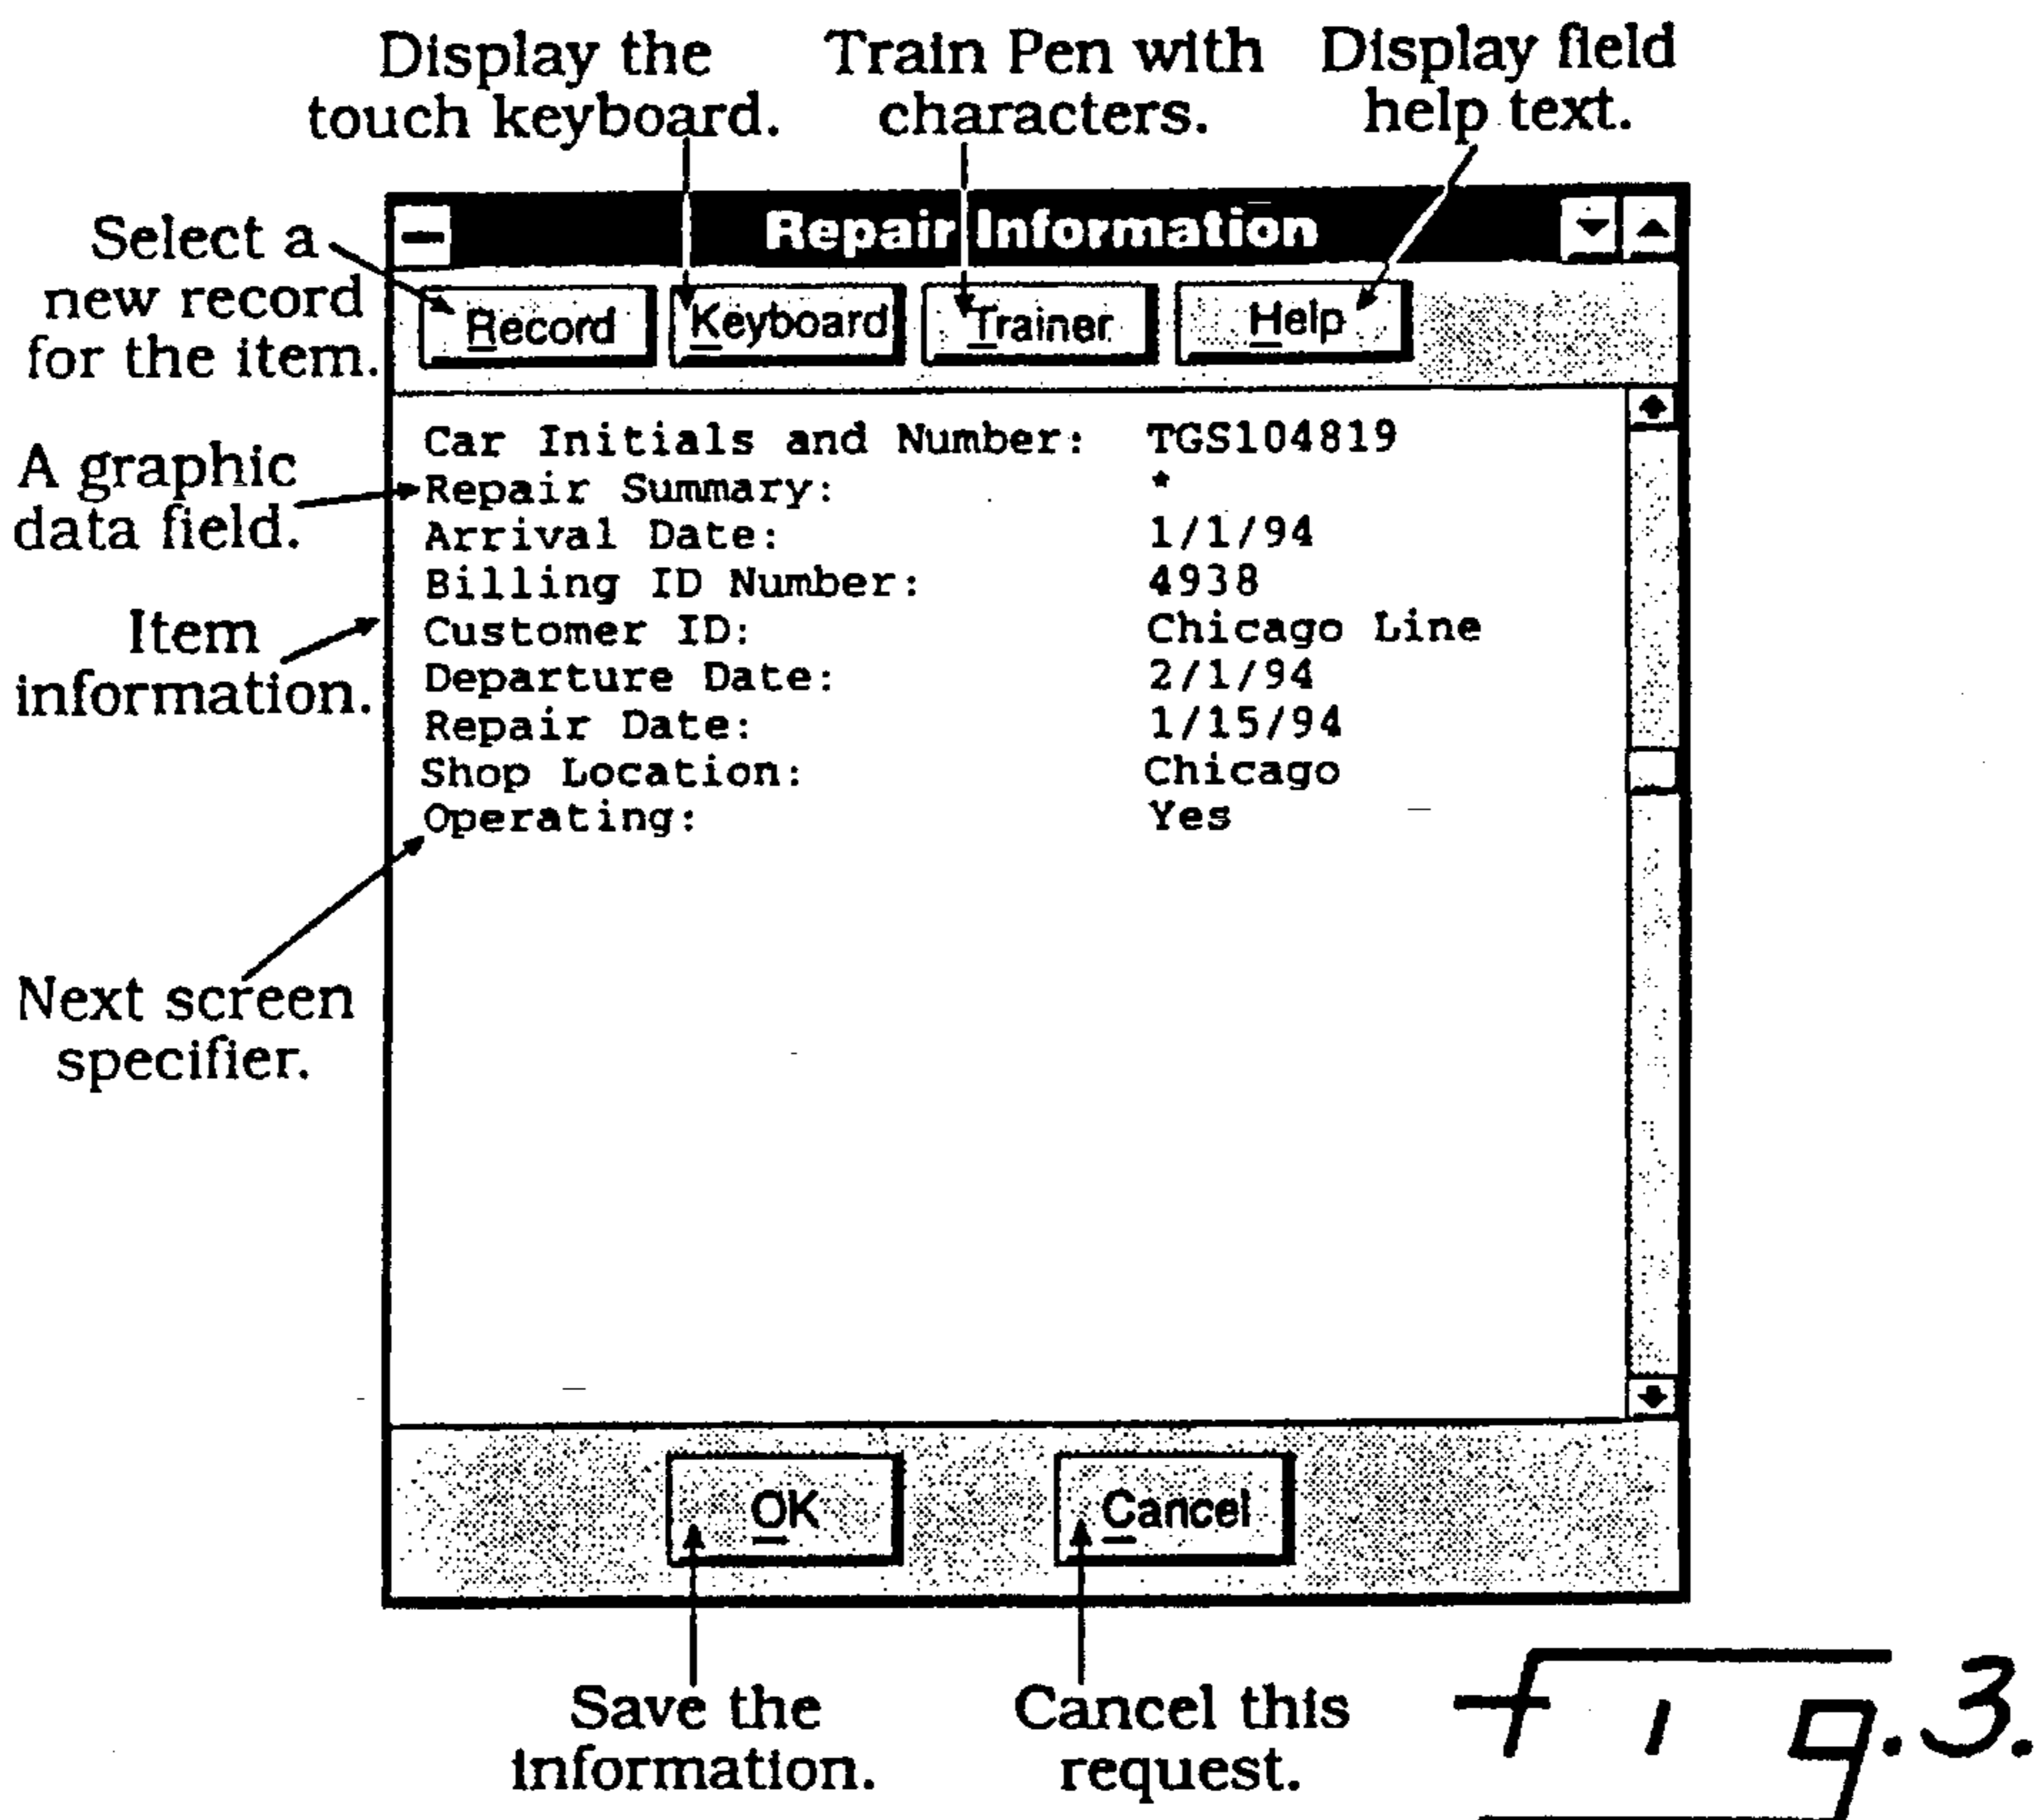 Display the
touch keyboard.
Train Pen with
characters.
Display field
help text.
Select a
new record
for the item.
A graphic
data field.
Item
information.
Next screen
specifier.
Repair Information
Record Keyboard Trainer Help
Car Initials and Number: TGS104819
Repair Summary: *
Arrival Date: 1/1/94
Billing ID Number: 4938
Customer ID: Chicago Line
Departure Date: 2/1/94
Repair Date: 1/15/94
Shop Location: Chicago
Operating: Yes
OK Cancel
Save the
information.
Cancel this
request.
Fig.3.